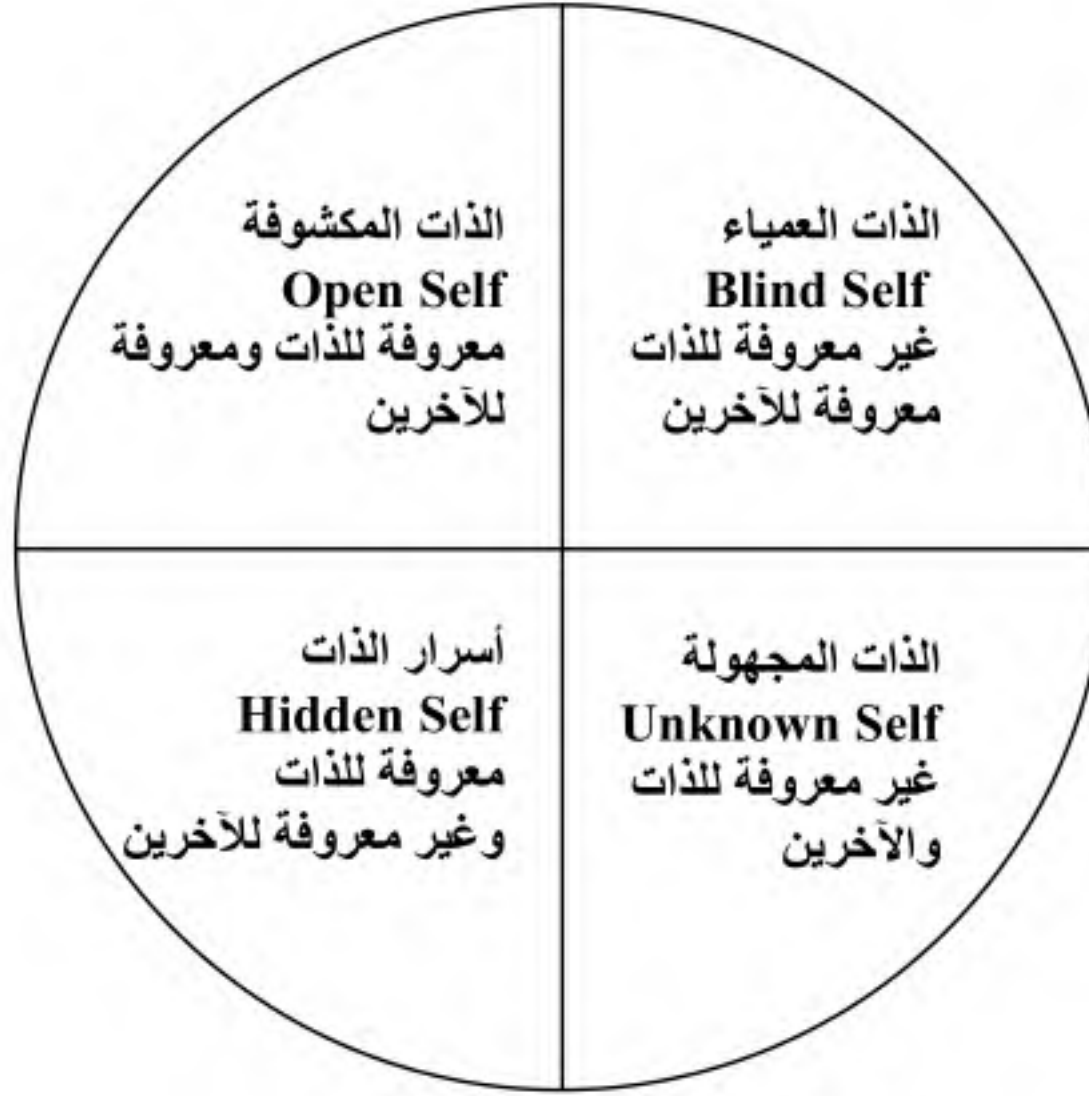 الذات العمياء
Blind Self
غير معروفة للذات
معروفة للآخرين
الذات المكشوفة
Open Self
معروفة للذات ومعروفة
للآخرين
الذات المجهولة
Unknown Self
غير معروفة للذات
والآخرين
أسرار الذات
Hidden Self
معروفة للذات
وغير معروفة للآخرين